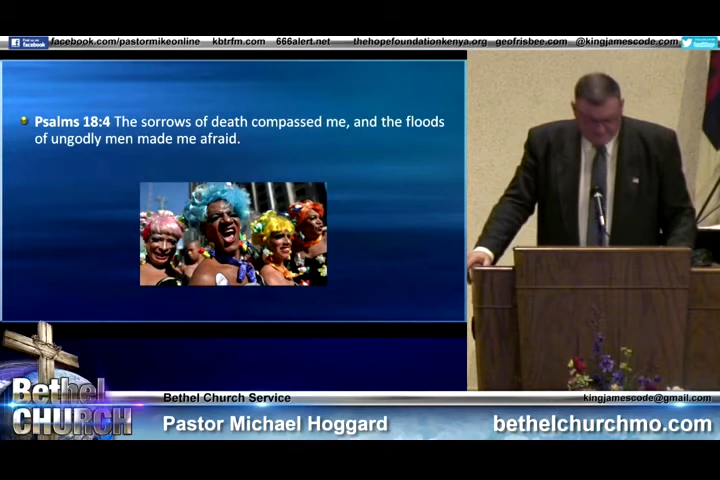 facebook.com/pastormikeonline kbtrfm.com 666alert.net thehopefoundationkenya.org geofrisbee.com @kingjamescode.com
Psalms 18:4 The sorrows of death compassed me, and the floods
of ungodly men made me afraid.
Bethel
CHURCH
Bethel Church Service
kingjamescode@gmail.com
Pastor Michael Hoggard
bethelchurchmo.com